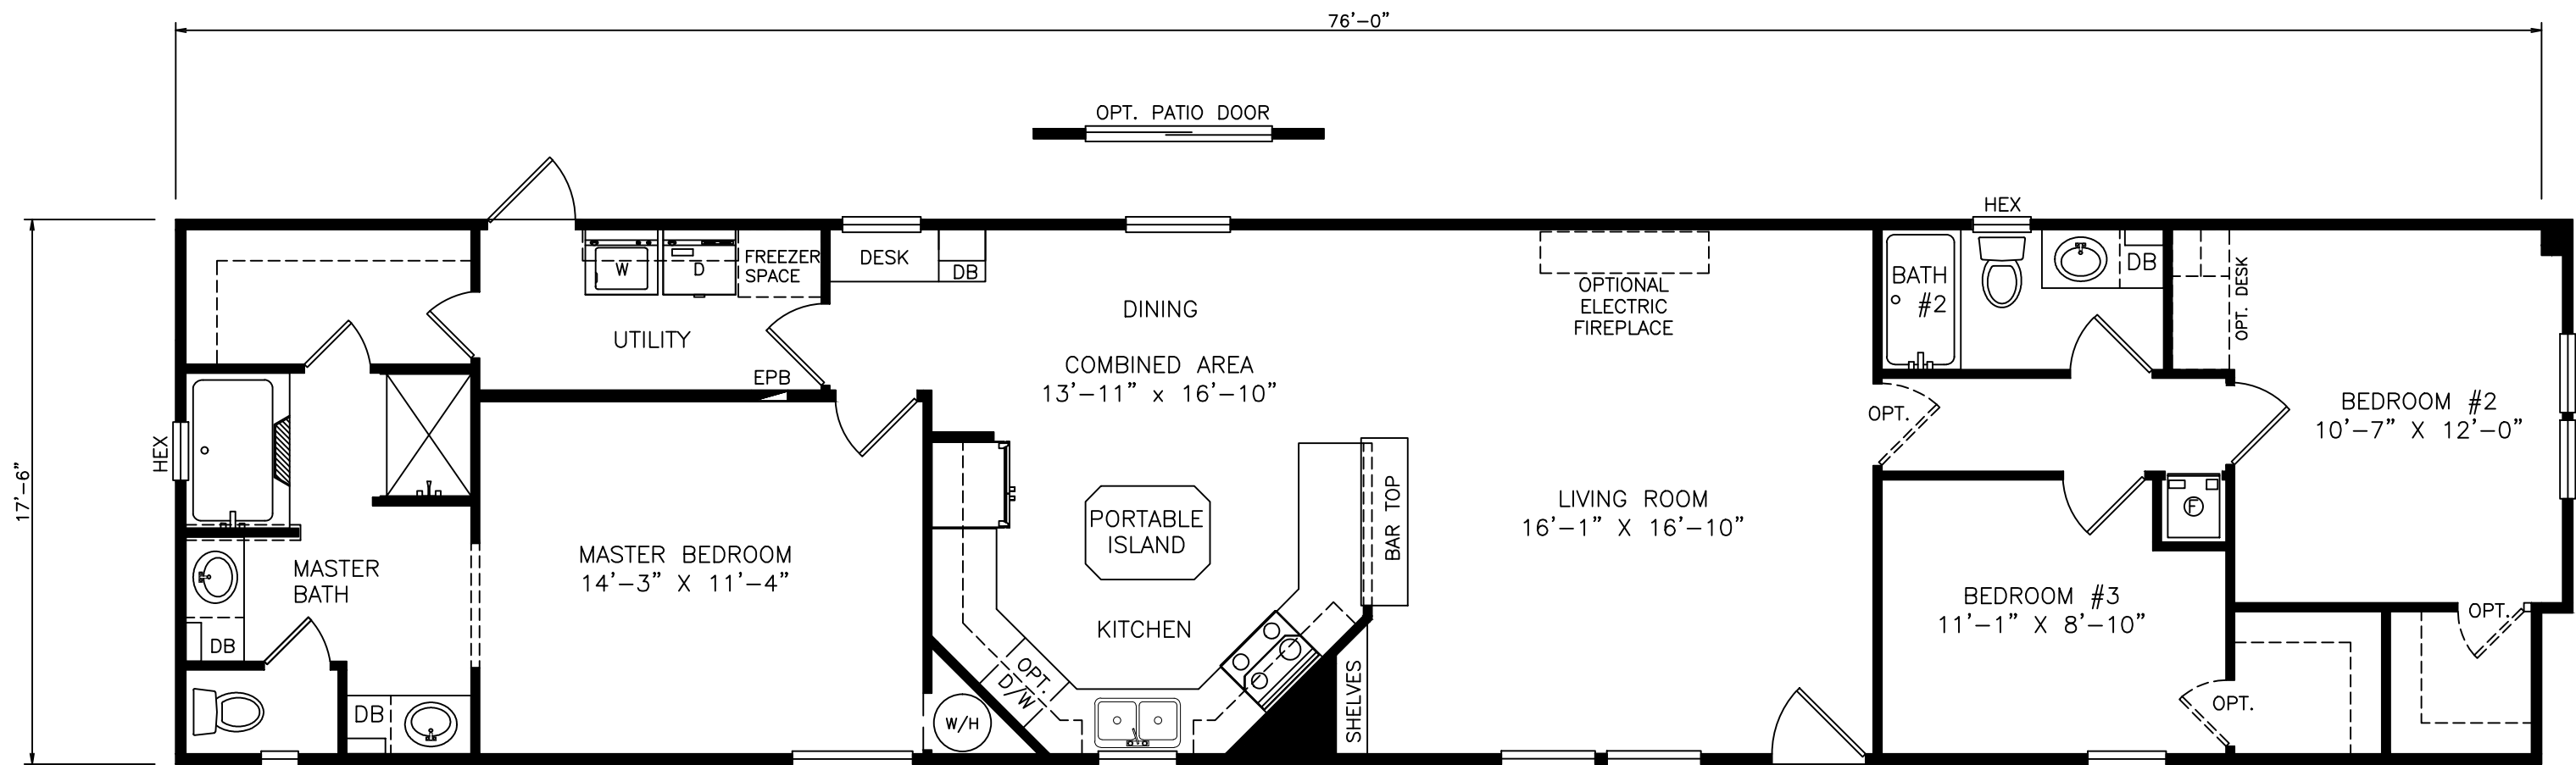 76'-0"
OPT. PATIO DOOR
HEX
FREEZER
SPACE
W
D
DESK
DB
BATH
#2
DB
OPT. DESK
OPTIONAL
ELECTRIC
FIREPLACE
DINING
UTILITY
EPB
COMBINED AREA
13'-11" x 16'-10"
OPT.
BEDROOM #2
10'-7" X 12'-0"
HEX
17'-6"
PORTABLE
ISLAND
BAR TOP
LIVING ROOM
16'-1" X 16'-10"
F
MASTER
BATH
MASTER BEDROOM
14'-3" X 11'-4"
BEDROOM #3
11'-1" X 8'-10"
OPT.
KITCHEN
DB
OPT.
D/W
SHELVES
OPT.
DB
W/H